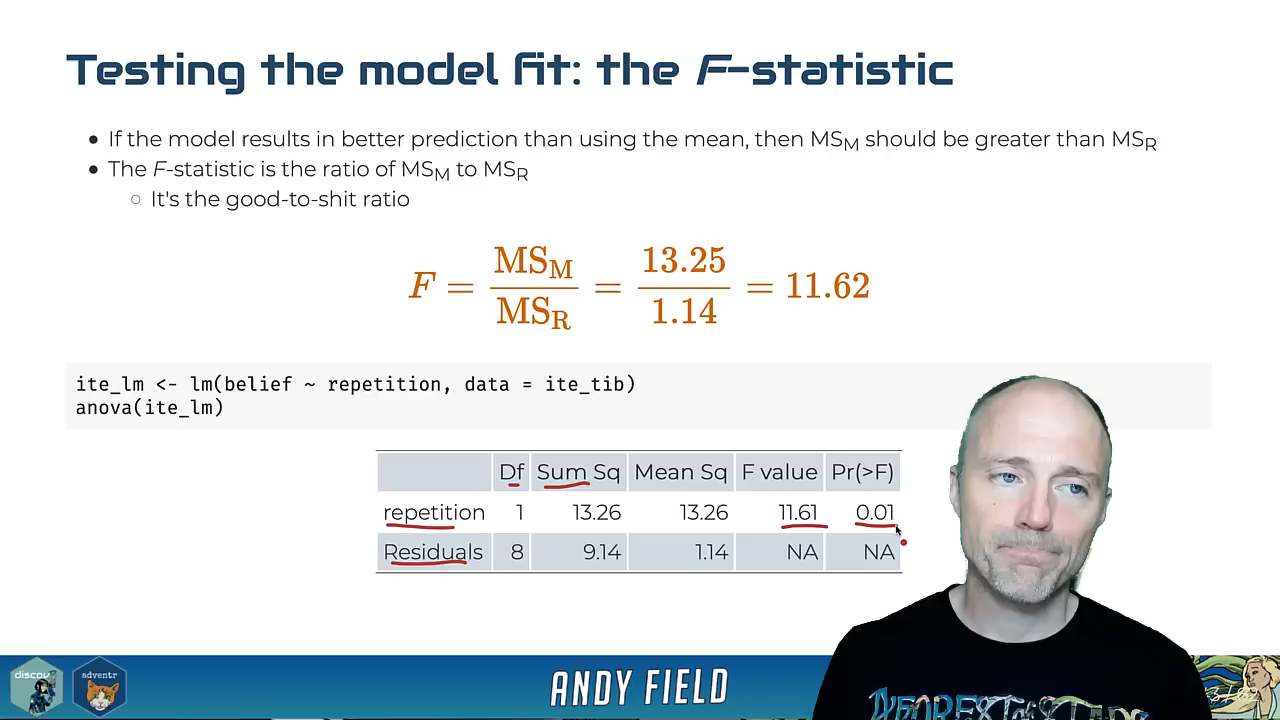 Testing the model fit: the F-statistic
• If the model results in better prediction than using the mean, then MSM should be greater than MSR
• The F-statistic is the ratio of MSM to MSR
○ It's the good-to-shit ratio
F = MSM / MSR = 13.25 / 1.14 = 11.62
ite_lm <- lm(belief ~ repetition, data = ite_tib)
anova(ite_lm)
Df Sum Sq Mean Sq F value Pr(>F)
repetition 1 13.26 13.26 11.61 0.01
Residuals 8 9.14 1.14 NA NA
discov
adventr
ANDY FIELD